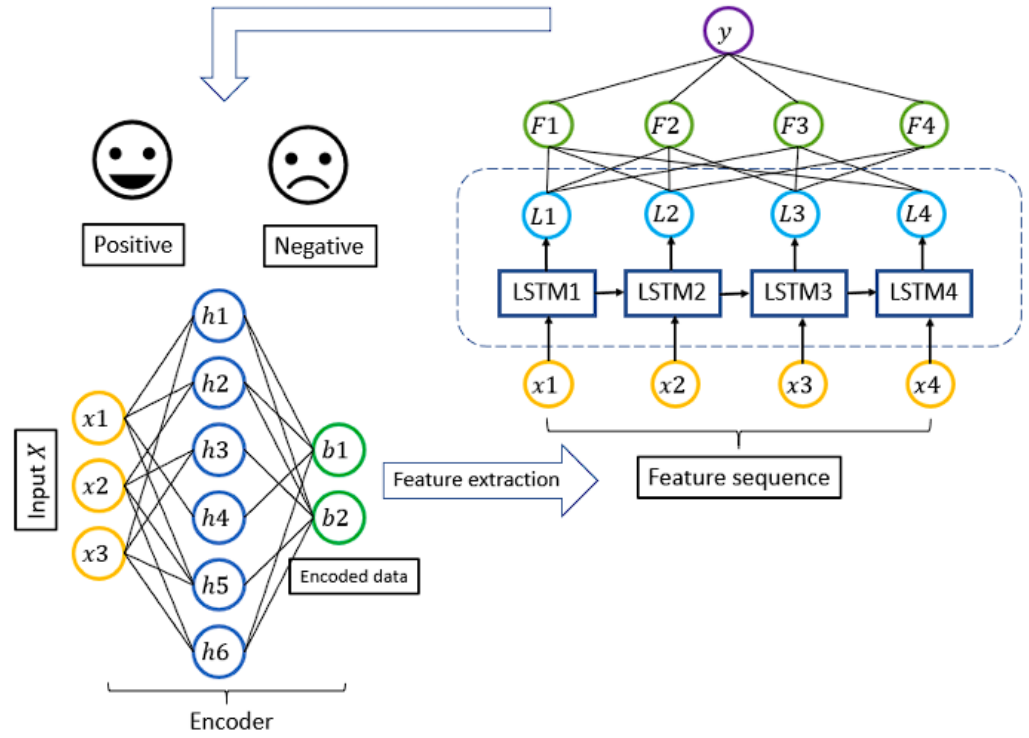 y
F1 F2 F3 F4
Positive Negative
L1 L2 L3 L4
LSTM1 LSTM2 LSTM3 LSTM4
x1 x2 x3 x4
Feature sequence
Input X
x1
x2
x3
h1
h2
h3
h4
h5
h6
b1
b2
Encoded data
Encoder
Feature extraction